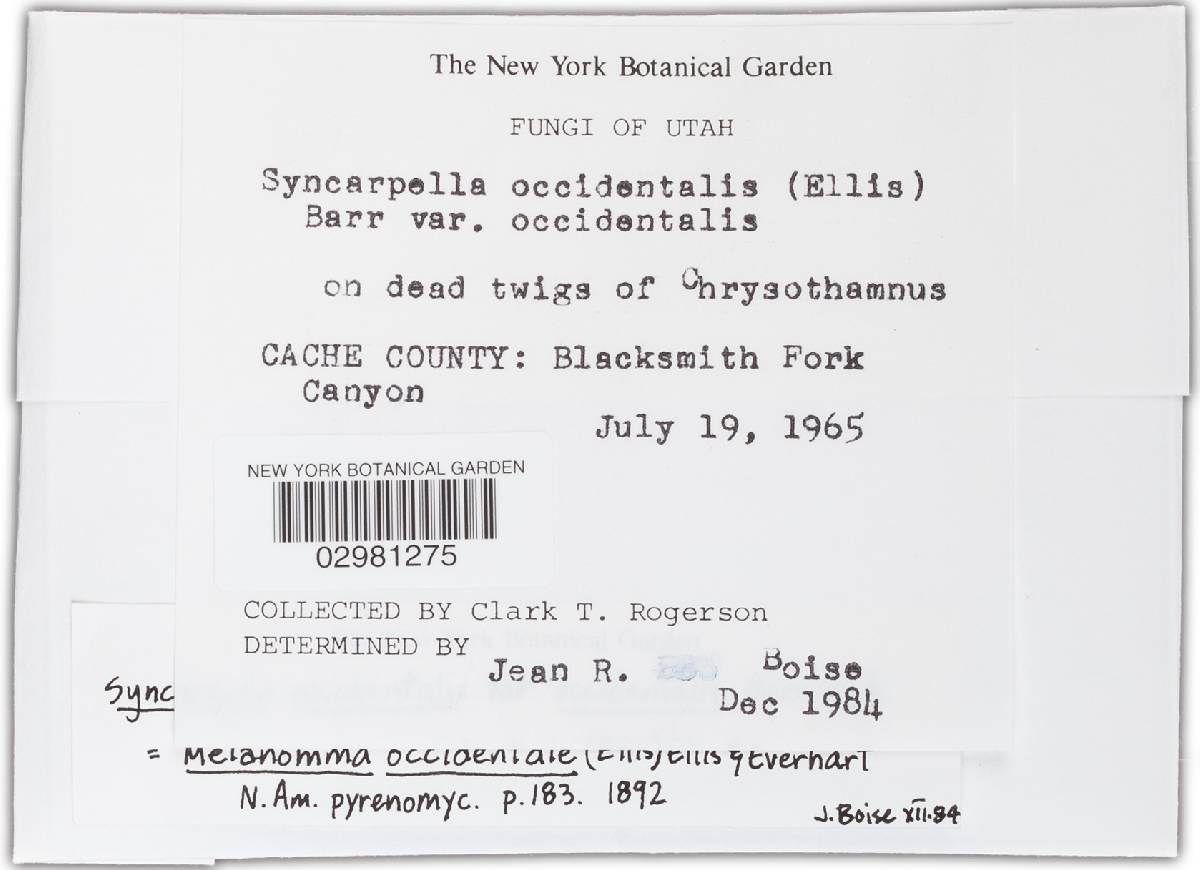 The New York Botanical Garden
FUNGI OF UTAH
Syncarpella occidentalis (Ellis)
Barr var. occidentalis
on dead twigs of Chrysothamnus
CACHE COUNTY: Blacksmith Fork
Canyon
July 19, 1965
NEW YORK BOTANICAL GARDEN
02981275
COLLECTED BY Clark T. Rogerson
DETERMINED BY
Jean R. Boise
Dec 1984
Sync
= Melanomma occidentale (Ellis) Ellis & Everhart
N. Am. pyrenomyc. p. 183. 1892
J. Boise XII.84